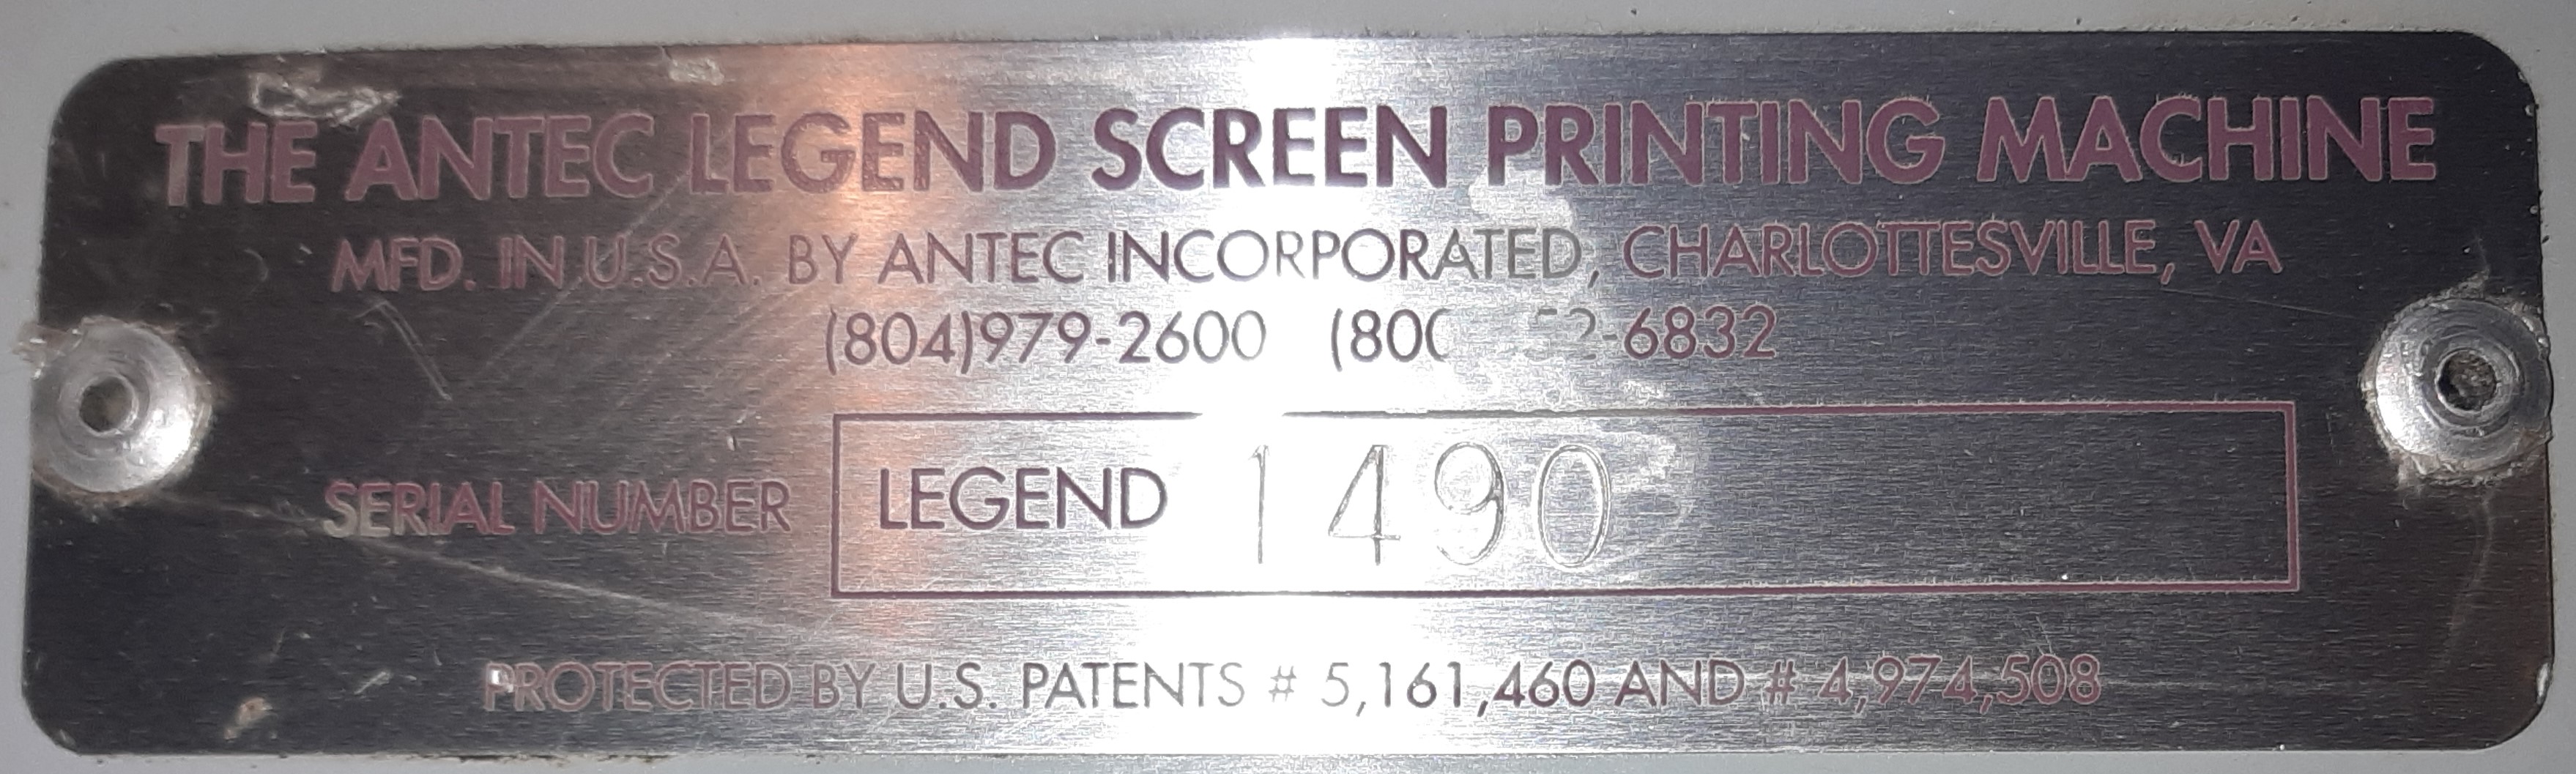 THE ANTEC LEGEND SCREEN PRINTING MACHINE
MFD. IN U.S.A. BY ANTEC INCORPORATED, CHARLOTTESVILLE, VA
(804)979-2600
SERIAL NUMBER LEGEND 1490
PROTECTED BY U.S. PATENTS # 5,161,460 AND # 4,974,508